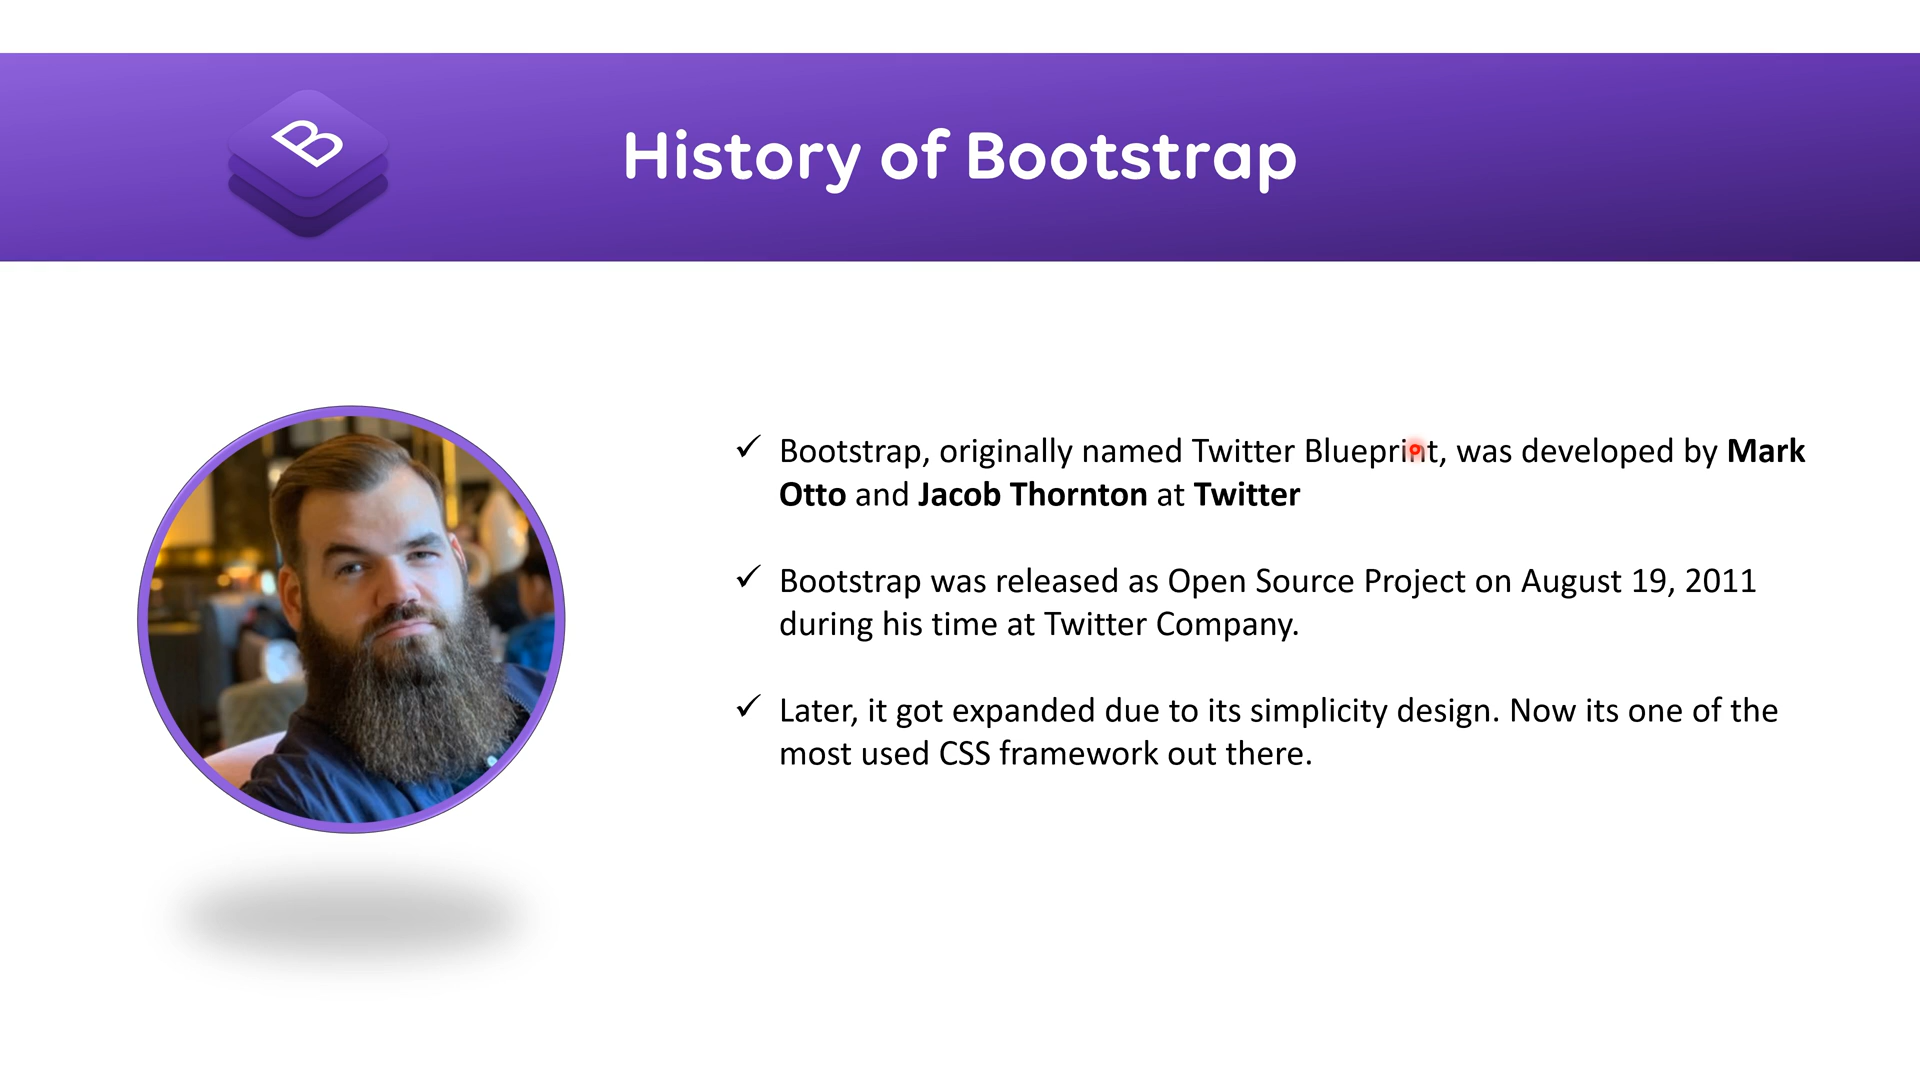 B
History of Bootstrap
✓ Bootstrap, originally named Twitter Blueprint, was developed by Mark
Otto and Jacob Thornton at Twitter
✓ Bootstrap was released as Open Source Project on August 19, 2011
during his time at Twitter Company.
✓ Later, it got expanded due to its simplicity design. Now its one of the
most used CSS framework out there.